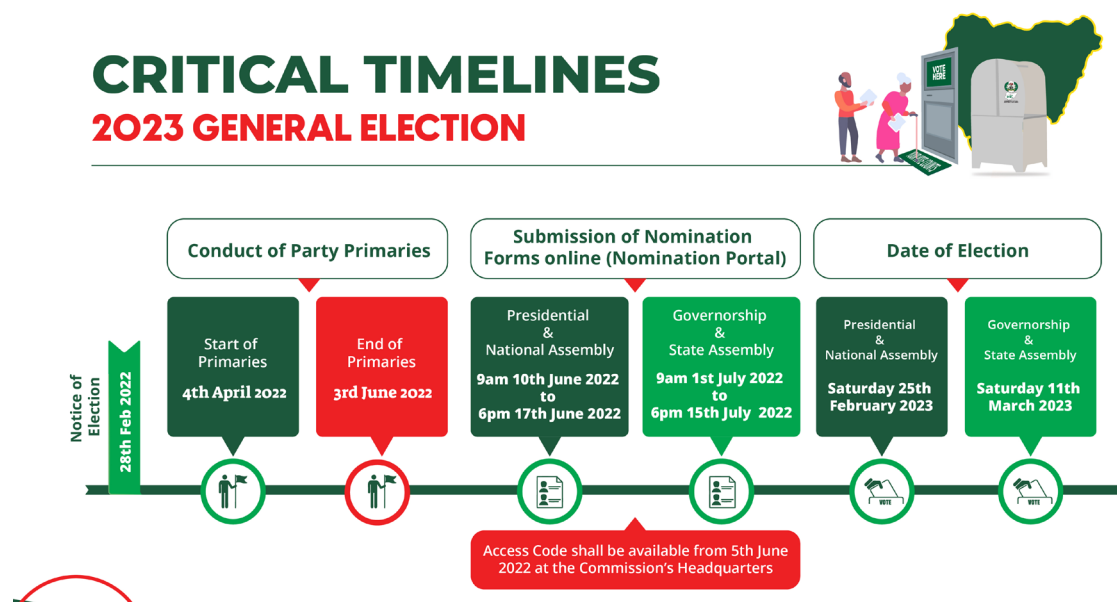 CRITICAL TIMELINES
2023 GENERAL ELECTION
VOTE
HERE
Conduct of Party Primaries
Submission of Nomination
Forms online (Nomination Portal)
Date of Election
Notice of
Election
28th Feb 2022
Start of
Primaries
4th April 2022
End of
Primaries
3rd June 2022
Presidential
&
National Assembly
9am 10th June 2022
to
6pm 17th June 2022
Governorship
&
State Assembly
9am 1st July 2022
to
6pm 15th July 2022
Presidential
&
National Assembly
Saturday 25th
February 2023
Governorship
&
State Assembly
Saturday 11th
March 2023
VOTE
VOTE
Access Code shall be available from 5th June
2022 at the Commission's Headquarters